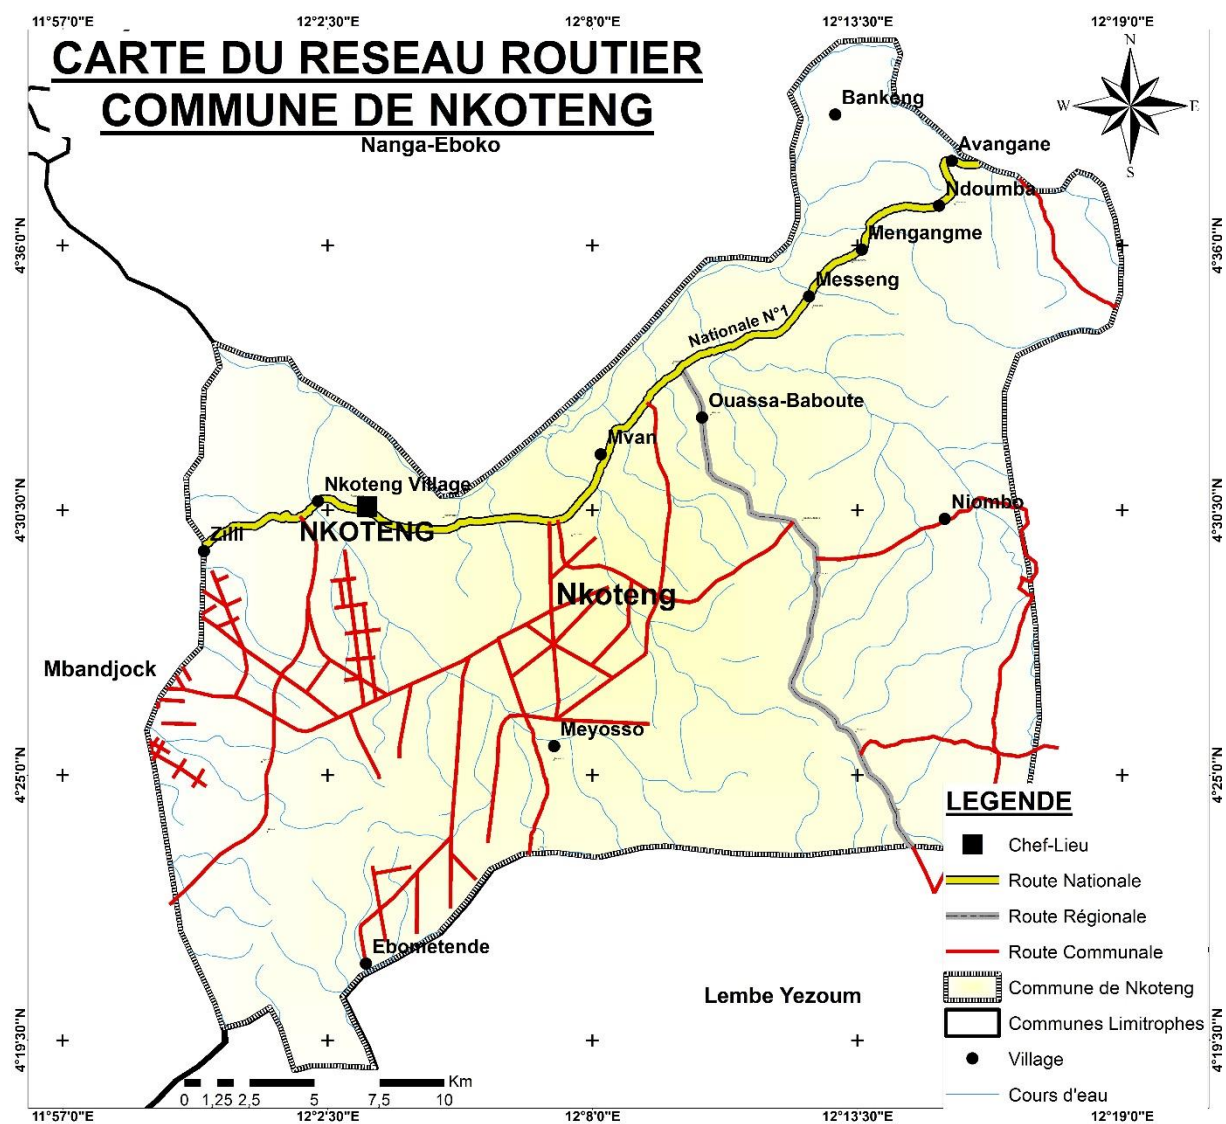 11°57'0"E 12°2'30"E 12°8'0"E 12°13'30"E 12°19'0"E
CARTE DU RESEAU ROUTIER
COMMUNE DE NKOTENG
N
W E
S
Nanga-Eboko
Bankong
Avangane
Ndoumba
Mengangme
4°36'0"N 4°36'0"N
Messeng
Nationale N°1
Ouassa-Baboute
Mvan
Nkoteng Village
Niombo
4°30'30"N 4°30'30"N
NKOTENG
Zilli
Nkoteng
Mbandjock
Meyosso
4°25'0"N 4°25'0"N
LEGENDE
Chef-Lieu
Route Nationale
Route Régionale
Route Communale
Commune de Nkoteng
Communes Limitrophes
Village
Cours d'eau
Ebometende
Lembe Yezoum
4°19'30"N 4°19'30"N
Km
0 1,25 2,5 5 7,5 10
11°57'0"E 12°2'30"E 12°8'0"E 12°13'30"E 12°19'0"E